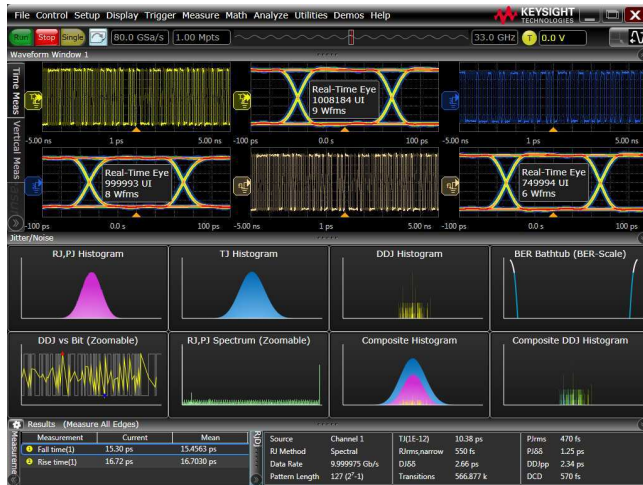 File Control Setup Display Trigger Measure Math Analyze Utilities Demos Help
KEYSIGHT
TECHNOLOGIES
Run Stop Single 80.0 GSa/s 1.00 Mpts 33.0 GHz T 0.0 V
Waveform Window 1
Time Meas
Vertical Meas
Real-Time Eye
1008184 UI
9 Wfms
-5.00 ns 1 ps 5.00 ns -100 ps 0.0 s 100 ps -5.00 ns 1 ps 5.00 ns
Real-Time Eye
999993 UI
8 Wfms
Real-Time Eye
749994 UI
6 Wfms
-100 ps 0.0 s 100 ps -5.00 ns 1 ps 5.00 ns -100 ps 0.0 s 100 ps
Jitter/Noise
RJ,PJ Histogram TJ Histogram DDJ Histogram BER Bathtub (BER-Scale)
DDJ vs Bit (Zoomable) RJ,PJ Spectrum (Zoomable) Composite Histogram Composite DDJ Histogram
Results (Measure All Edges)
Measurement Current Mean
1 Fall time(1) 15.30 ps 15.4563 ps
2 Rise time(1) 16.72 ps 16.7030 ps
Source Channel 1 TJ(1E-12) 10.38 ps PJrms 470 fs
RJ Method Spectral RJrms,narrow 550 fs PJδδ 1.25 ps
Data Rate 9.999975 Gb/s DJδδ 2.66 ps DDJpp 2.34 ps
Pattern Length 127 (2⁷-1) Transitions 566.877 k DCD 570 fs